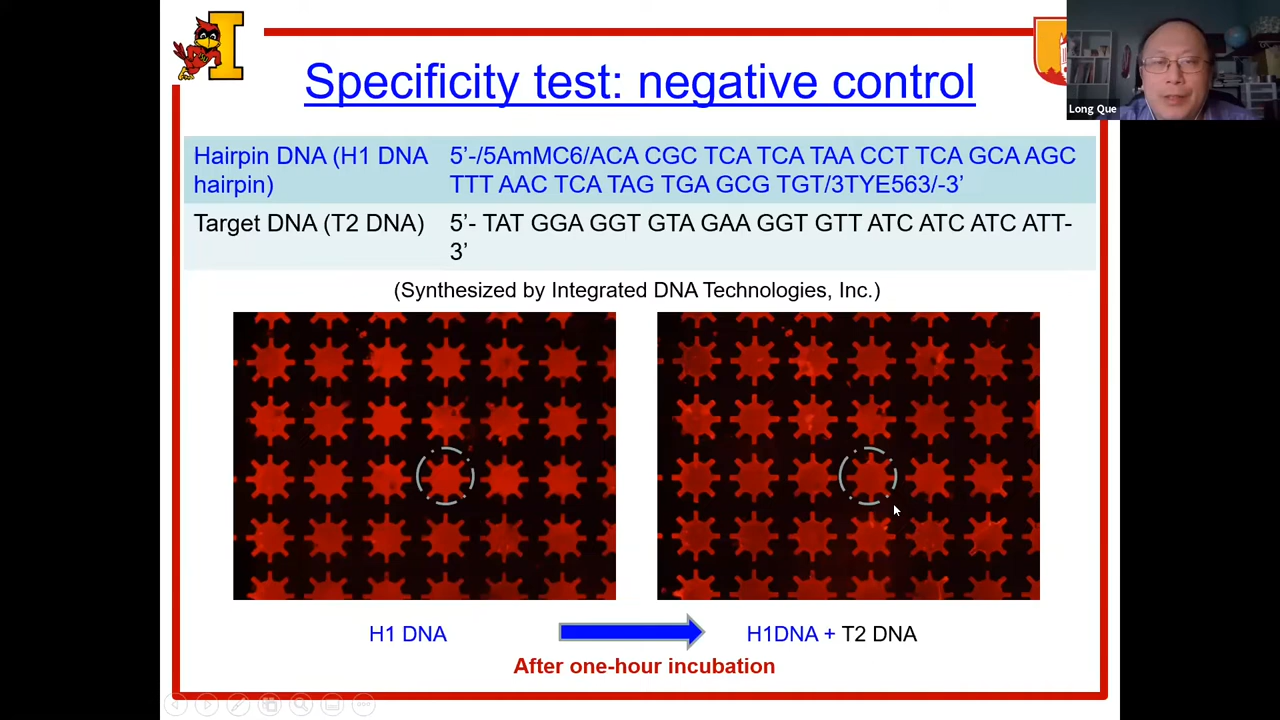 I
Long Que
Specificity test: negative control
Hairpin DNA (H1 DNA
hairpin)
5’-/5AmMC6/ACA CGC TCA TCA TAA CCT TCA GCA AGC
TTT AAC TCA TAG TGA GCG TGT/3TYE563/-3’
Target DNA (T2 DNA)
5’- TAT GGA GGT GTA GAA GGT GTT ATC ATC ATC ATT-
3’
(Synthesized by Integrated DNA Technologies, Inc.)
H1 DNA
H1DNA + T2 DNA
After one-hour incubation